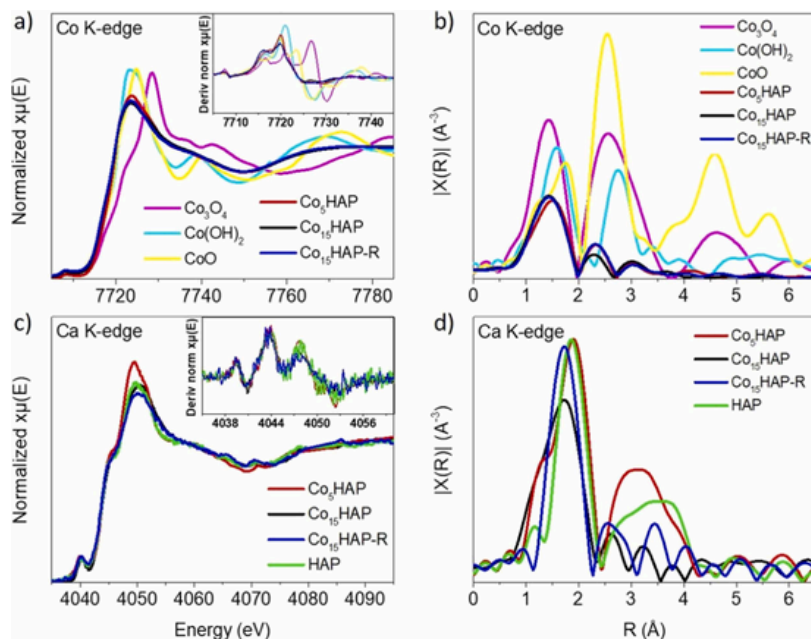 a)
Co K-edge
Normalized xμ(E)
Deriv norm xμ(E)
7710 7720 7730 7740
Co₃O₄
Co(OH)₂
CoO
Co₅HAP
Co₁₅HAP
Co₁₅HAP-R
7720 7740 7760 7780
b)
Co K-edge
|X(R)| (A⁻³)
Co₃O₄
Co(OH)₂
CoO
Co₅HAP
Co₁₅HAP
Co₁₅HAP-R
0 1 2 3 4 5 6
c)
Ca K-edge
Normalized xμ(E)
Deriv norm xμ(E)
4038 4044 4050 4056
Co₅HAP
Co₁₅HAP
Co₁₅HAP-R
HAP
4040 4050 4060 4070 4080 4090
Energy (eV)
d)
Ca K-edge
|X(R)| (A⁻³)
Co₅HAP
Co₁₅HAP
Co₁₅HAP-R
HAP
0 1 2 3 4 5 6
R (Å)